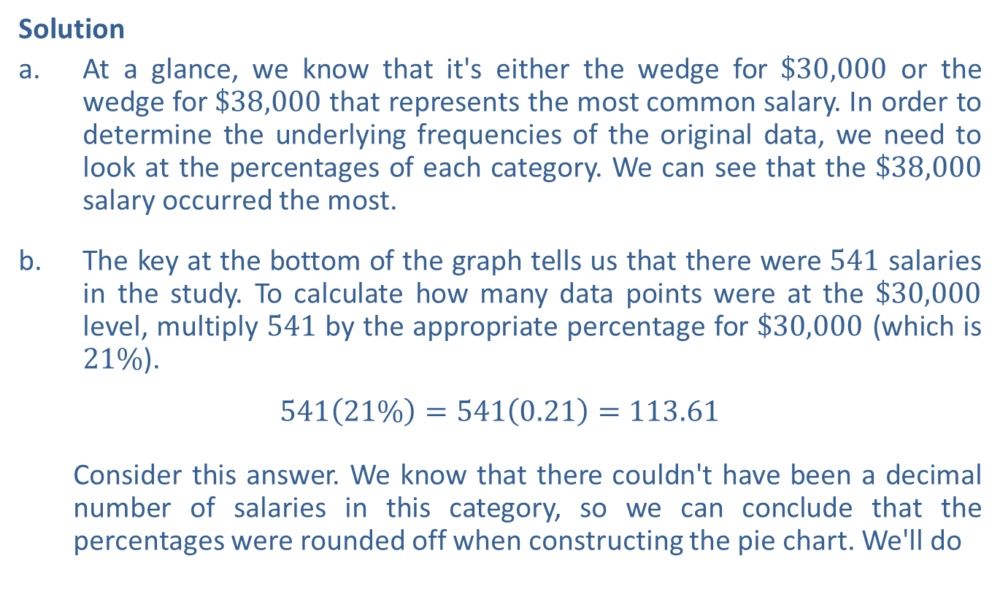 Solution
a. At a glance, we know that it's either the wedge for $30,000 or the
wedge for $38,000 that represents the most common salary. In order to
determine the underlying frequencies of the original data, we need to
look at the percentages of each category. We can see that the $38,000
salary occurred the most.
b. The key at the bottom of the graph tells us that there were 541 salaries
in the study. To calculate how many data points were at the $30,000
level, multiply 541 by the appropriate percentage for $30,000 (which is
21%).
541(21%) = 541(0.21) = 113.61
Consider this answer. We know that there couldn't have been a decimal
number of salaries in this category, so we can conclude that the
percentages were rounded off when constructing the pie chart. We'll do